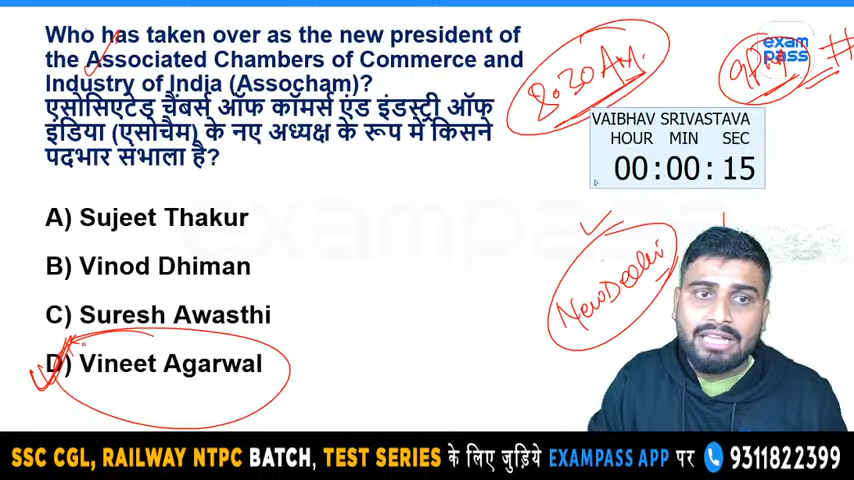 Who has taken over as the new president of
the Associated Chambers of Commerce and
Industry of India (Assocham)?
एसोसिएटेड चैंबर्स ऑफ कॉमर्स एंड इंडस्ट्री ऑफ
इंडिया (एसोचैम) के नए अध्यक्ष के रूप में किसने
पदभार संभाला है?
A) Sujeet Thakur
B) Vinod Dhiman
C) Suresh Awasthi
D) Vineet Agarwal
8:30 AM.
9PM
#
exam
pass
VAIBHAV SRIVASTAVA
HOUR MIN SEC
00:00:15
New Delhi
exampass
SSC CGL, RAILWAY NTPC BATCH, TEST SERIES के लिए जुड़िये EXAMPASS APP पर 9311822399